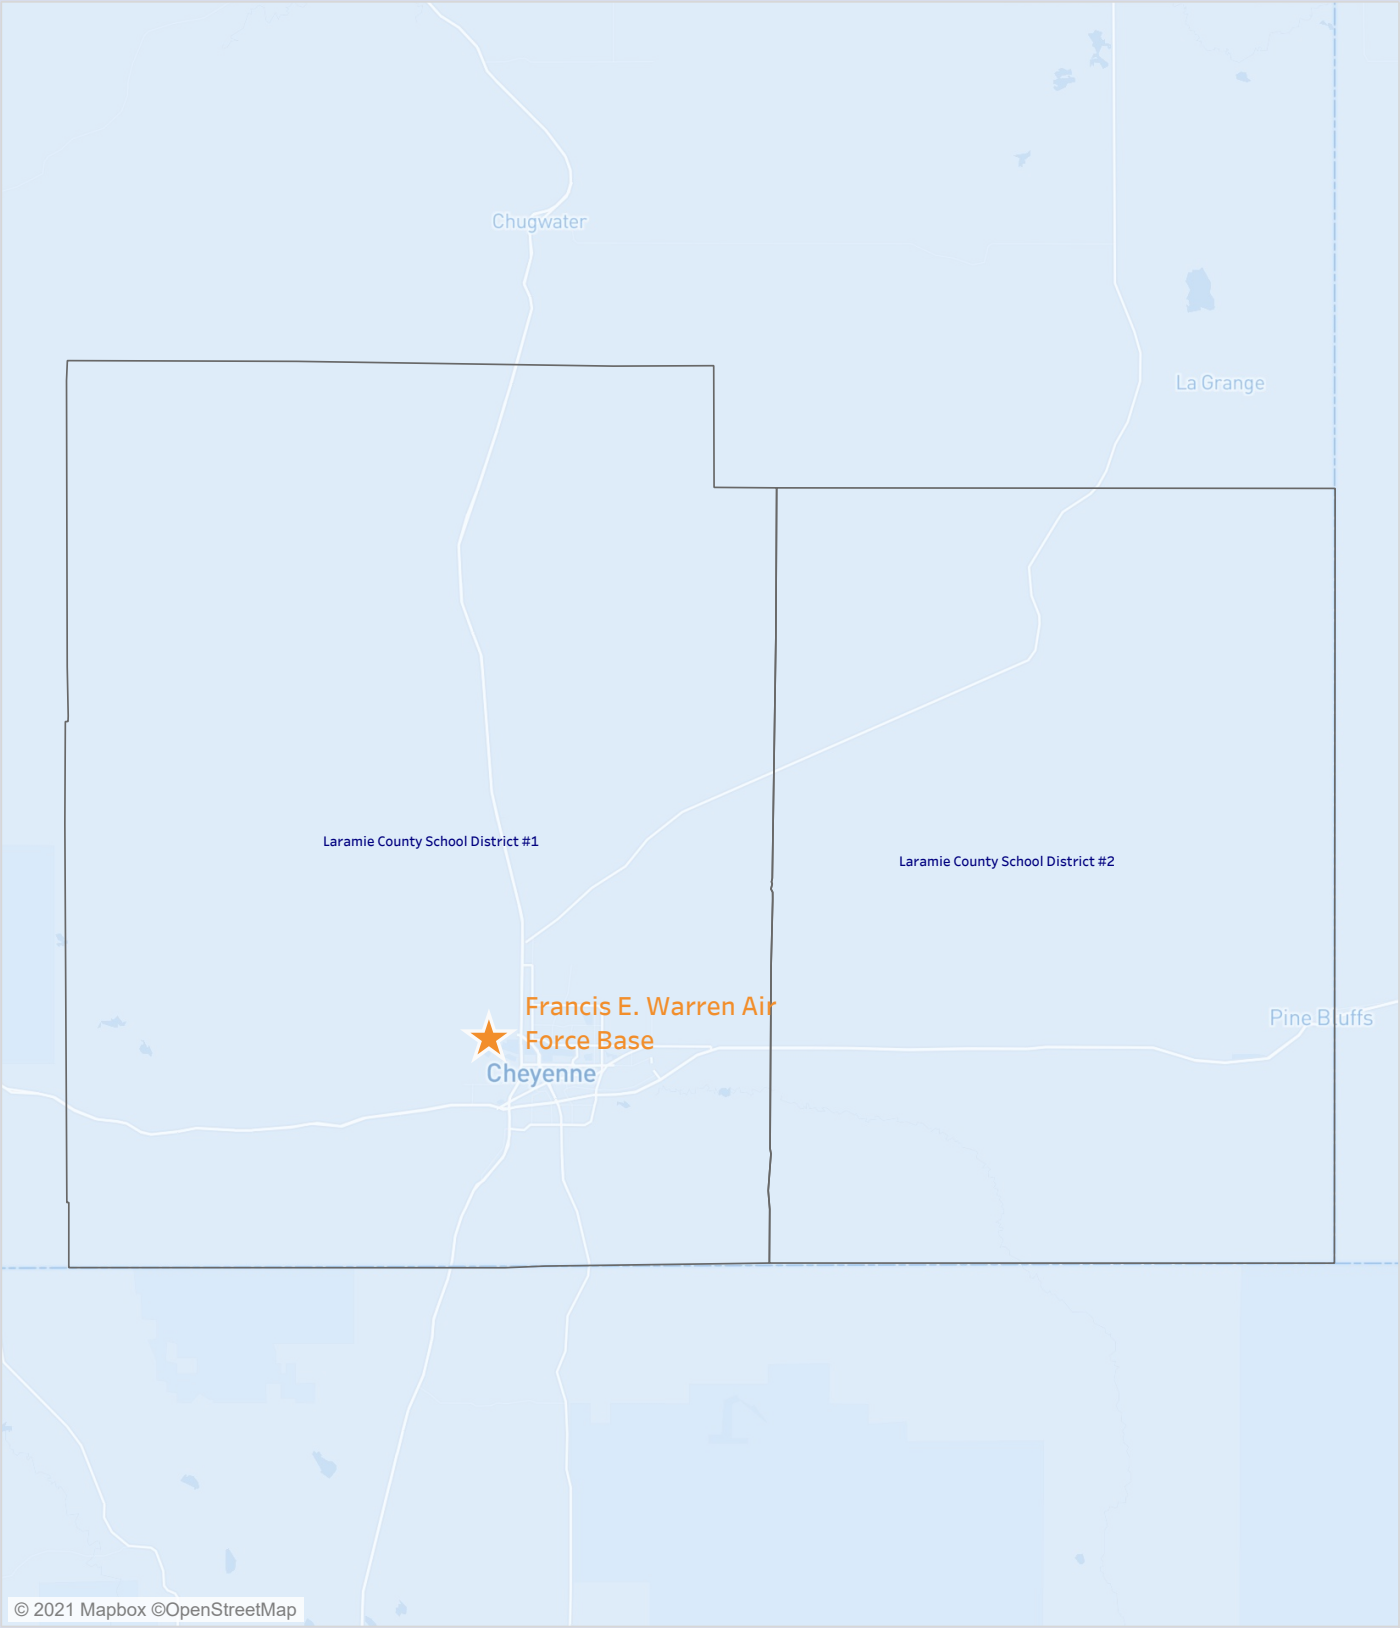 Chugwater
La Grange
Laramie County School District #1
Laramie County School District #2
Francis E. Warren Air
Force Base
Pine Bluffs
Cheyenne
© 2021 Mapbox ©OpenStreetMap